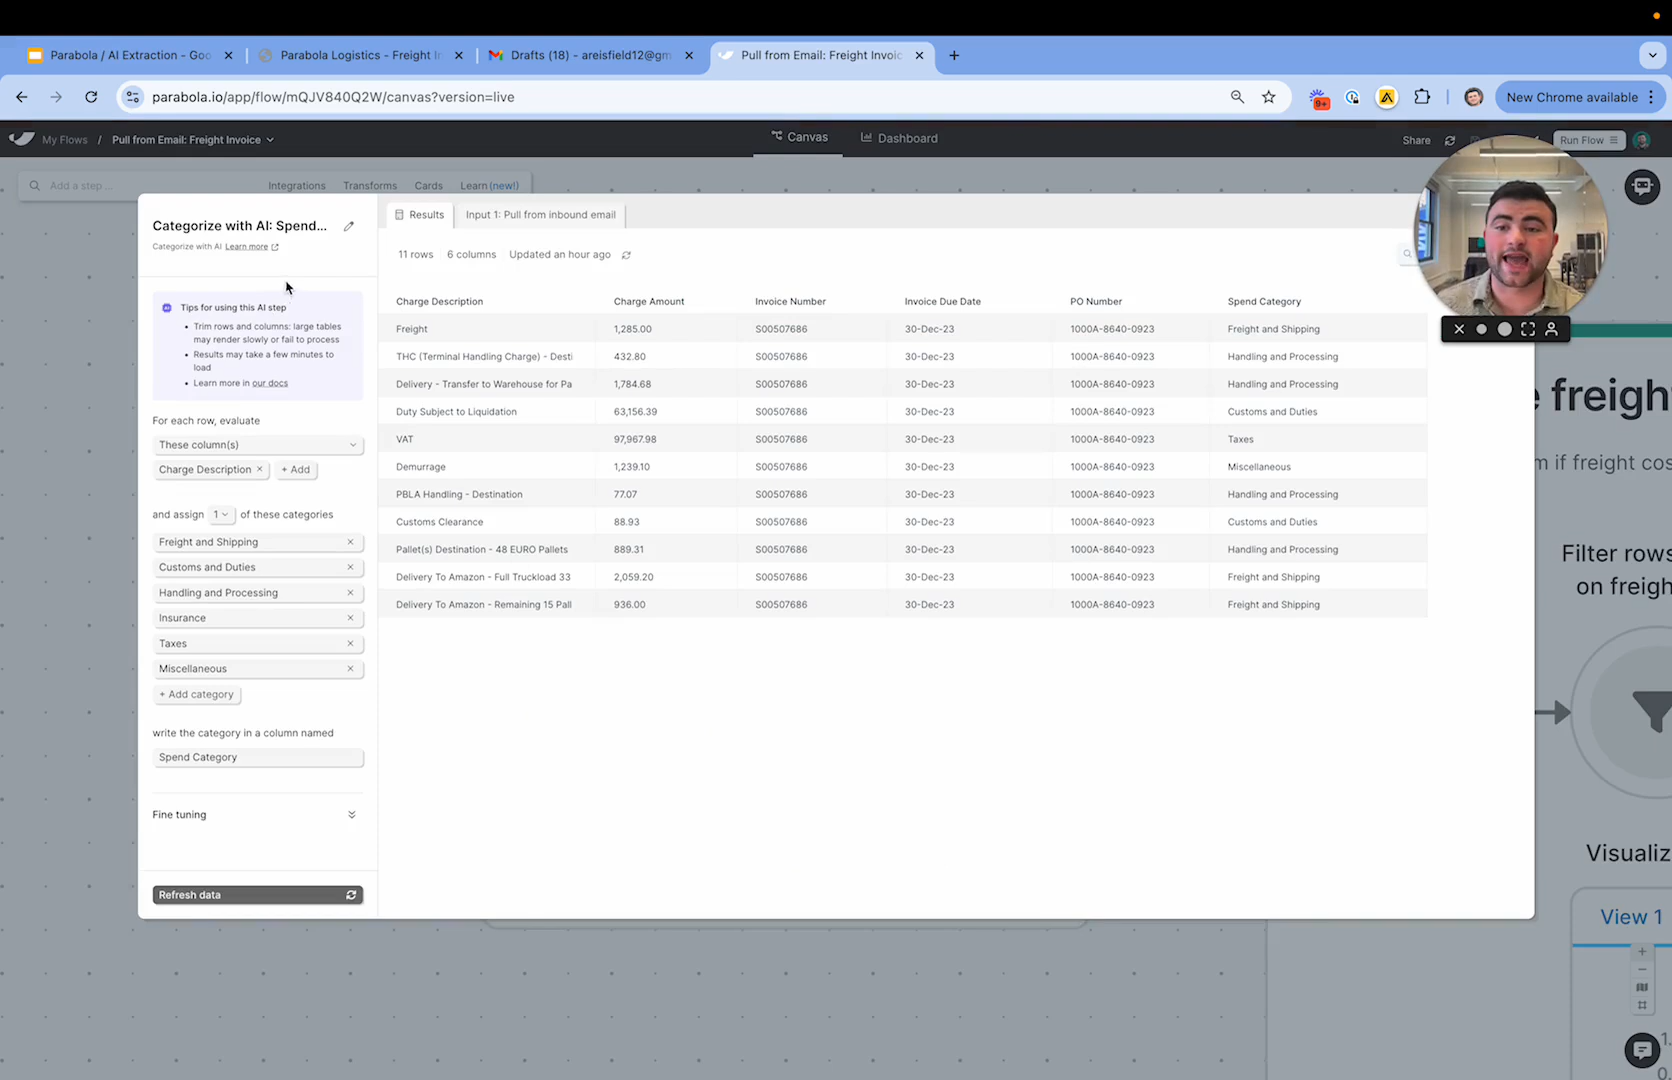 Parabola / AI Extraction - Goo
Parabola Logistics - Freight In
Drafts (18) - areisfield12@gm
Pull from Email: Freight Invoic
parabola.io/app/flow/mQJV840Q2W/canvas?version=live
9+
New Chrome available
My Flows / Pull from Email: Freight Invoice
Canvas
Dashboard
Share
Run Flow
Add a step...
Integrations
Transforms
Cards
Learn (new!)
Categorize with AI: Spend...
Categorize with AI Learn more
Tips for using this AI step
• Trim rows and columns: large tables
may render slowly or fail to process
• Results may take a few minutes to
load
• Learn more in our docs
For each row, evaluate
These column(s)
Charge Description
+ Add
and assign 1 of these categories
Freight and Shipping
Customs and Duties
Handling and Processing
Insurance
Taxes
Miscellaneous
+ Add category
write the category in a column named
Spend Category
Fine tuning
Refresh data
Results
Input 1: Pull from inbound email
11 rows 6 columns Updated an hour ago
Charge Description Charge Amount Invoice Number Invoice Due Date PO Number Spend Category
Freight 1,285.00 S00507686 30-Dec-23 1000A-8640-0923 Freight and Shipping
THC (Terminal Handling Charge) - Desti 432.80 S00507686 30-Dec-23 1000A-8640-0923 Handling and Processing
Delivery - Transfer to Warehouse for Pa 1,784.68 S00507686 30-Dec-23 1000A-8640-0923 Handling and Processing
Duty Subject to Liquidation 63,156.39 S00507686 30-Dec-23 1000A-8640-0923 Customs and Duties
VAT 97,967.98 S00507686 30-Dec-23 1000A-8640-0923 Taxes
Demurrage 1,239.10 S00507686 30-Dec-23 1000A-8640-0923 Miscellaneous
PBLA Handling - Destination 77.07 S00507686 30-Dec-23 1000A-8640-0923 Handling and Processing
Customs Clearance 88.93 S00507686 30-Dec-23 1000A-8640-0923 Customs and Duties
Pallet(s) Destination - 48 EURO Pallets 889.31 S00507686 30-Dec-23 1000A-8640-0923 Handling and Processing
Delivery To Amazon - Full Truckload 33 2,059.20 S00507686 30-Dec-23 1000A-8640-0923 Freight and Shipping
Delivery To Amazon - Remaining 15 Pall 936.00 S00507686 30-Dec-23 1000A-8640-0923 Freight and Shipping
e freight
m if freight cos
Filter rows
on freigh
Visualiz
View 1
1.
0.